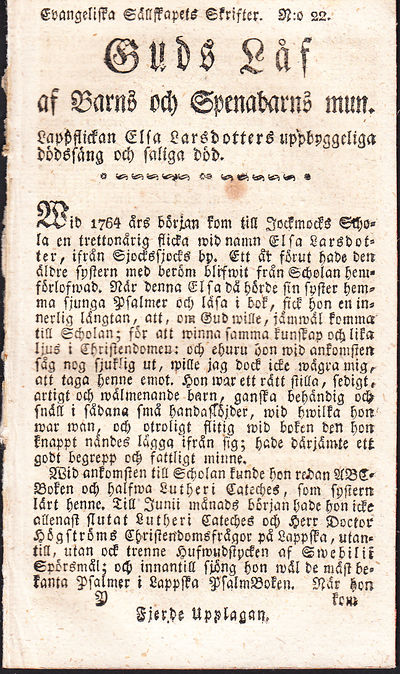 Evangeliska Sällskapets Skrifter. N:o 22.
Guds Låf
af Barns och Spenabarns mun.
Lappflickan Elsa Larsdotters uppbyggeliga
dödssäng och saliga död.
Wid 1764 års början kom till Jockmocks Scho-
la en trettonårig flicka wid namn Elsa Larsdot-
ter, ifrån Sjocksjocks by. Ett år förut hade den
äldre systern med beröm blifwit från Scholan hem-
förlofwad. När denna Elsa då hörde sin syster hem-
ma sjunga Psalmer och läsa i bok, fick hon en in-
nerlig längtan, att, om Gud wille, jämwäl komma
till Scholan; för att winna samma kunskap och lika
ljus i Christendomen: och ehuru hon wid ankomsten
såg nog sjuklig ut, wille jag dock icke wägra mig,
att taga henne emot. Hon war ett rätt stilla, sedigt,
artigt och wälmenande barn, ganska behändig och
snäll i sådana små handaslöjder, wid hwilka hon
war wan, och otroligt flitig wid boken den hon
knappt nändes lägga ifrån sig; hade därjämte ett
godt begrepp och fattligt minne.
Wid ankomsten till Scholan kunde hon redan ABC-
Boken och halfwa Lutheri Cateches, som systern
lärt henne. Till Junii månads början hade hon icke
allenast slutat Lutheri Cateches och Herr Doctor
Högströms Christendomsfrågor på Lappska, utan-
till, utan ock trenne Hufwudstycken af Swebilii
Spörsmål; och innantill sjöng hon wäl de mäst be-
kanta Psalmer i Lappska PsalmBoken. När hon
Y kom
Fjerde Upplagan.